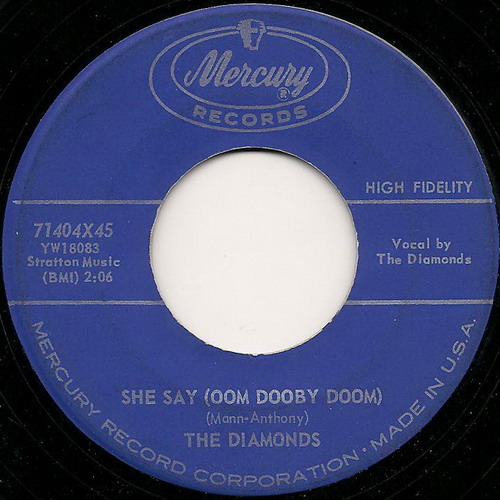 Mercury
®
RECORDS
HIGH FIDELITY
71404X45
YW18083
Stratton Music
(BMI) 2:06
Vocal by
The Diamonds
SHE SAY (OOM DOOBY DOOM)
(Mann-Anthony)
THE DIAMONDS
MERCURY RECORD CORPORATION • MADE IN U.S.A.